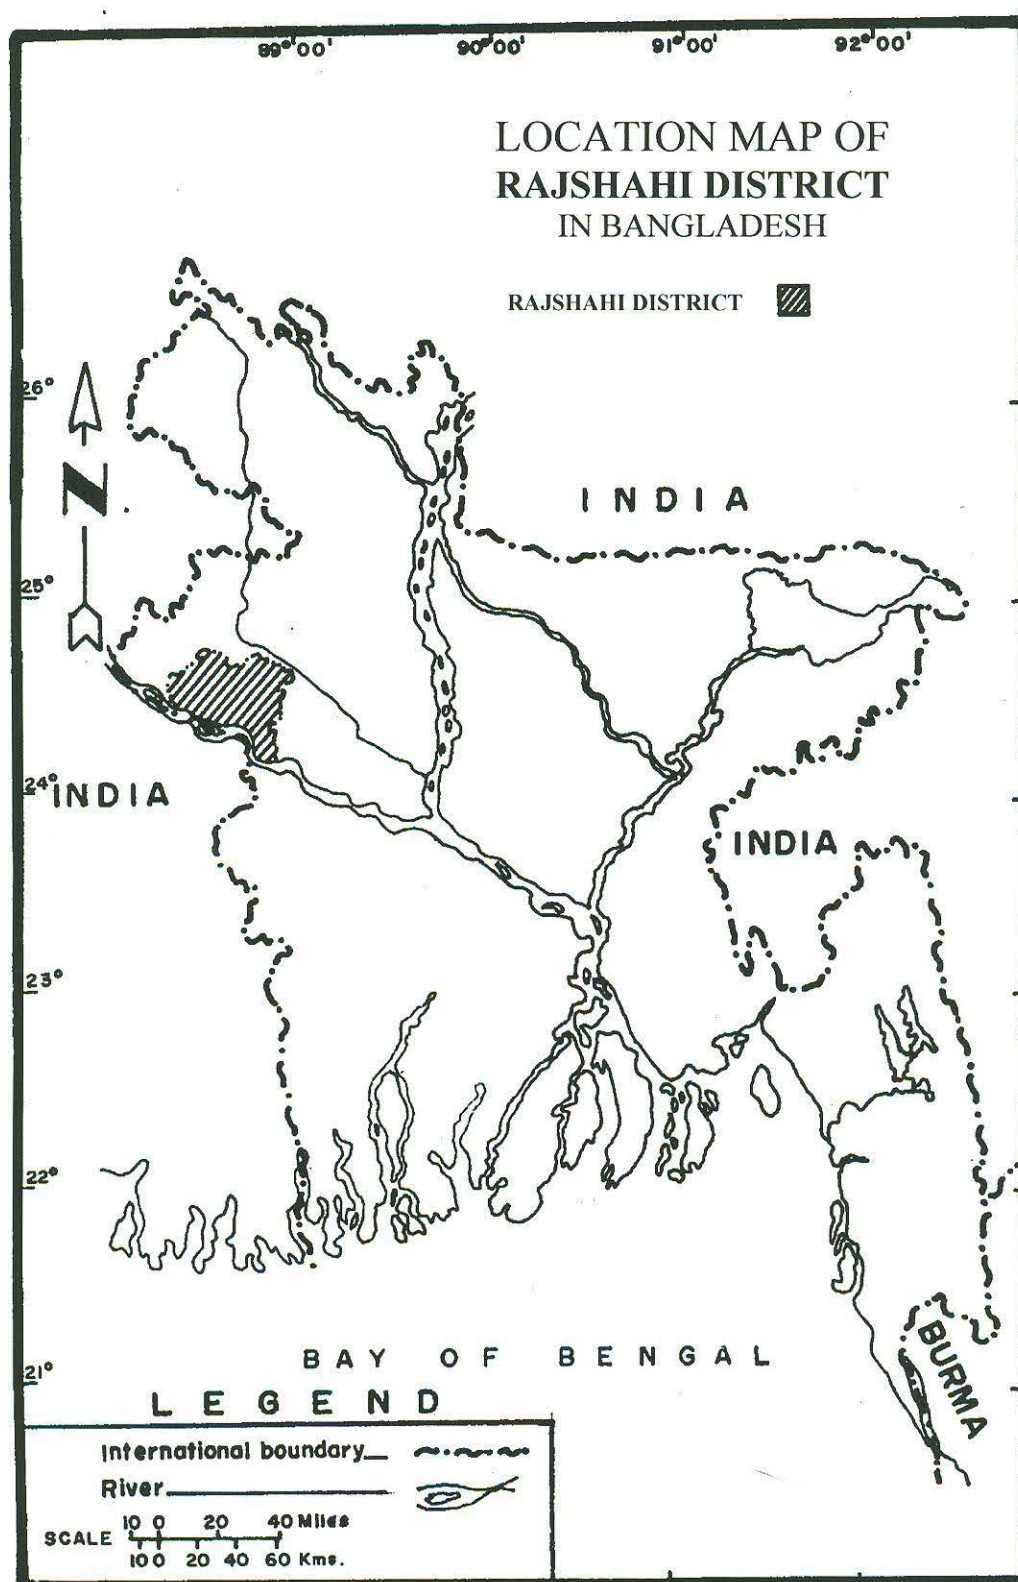 89°00'
90°00'
91°00'
92°00'
LOCATION MAP OF
RAJSHAHI DISTRICT
IN BANGLADESH
RAJSHAHI DISTRICT
26°
N
INDIA
25°
24°
INDIA
INDIA
23°
22°
BURMA
BAY OF BENGAL
21°
LEGEND
International boundary
River
SCALE
10 0 20 40 Miles
10 0 20 40 60 Kms.